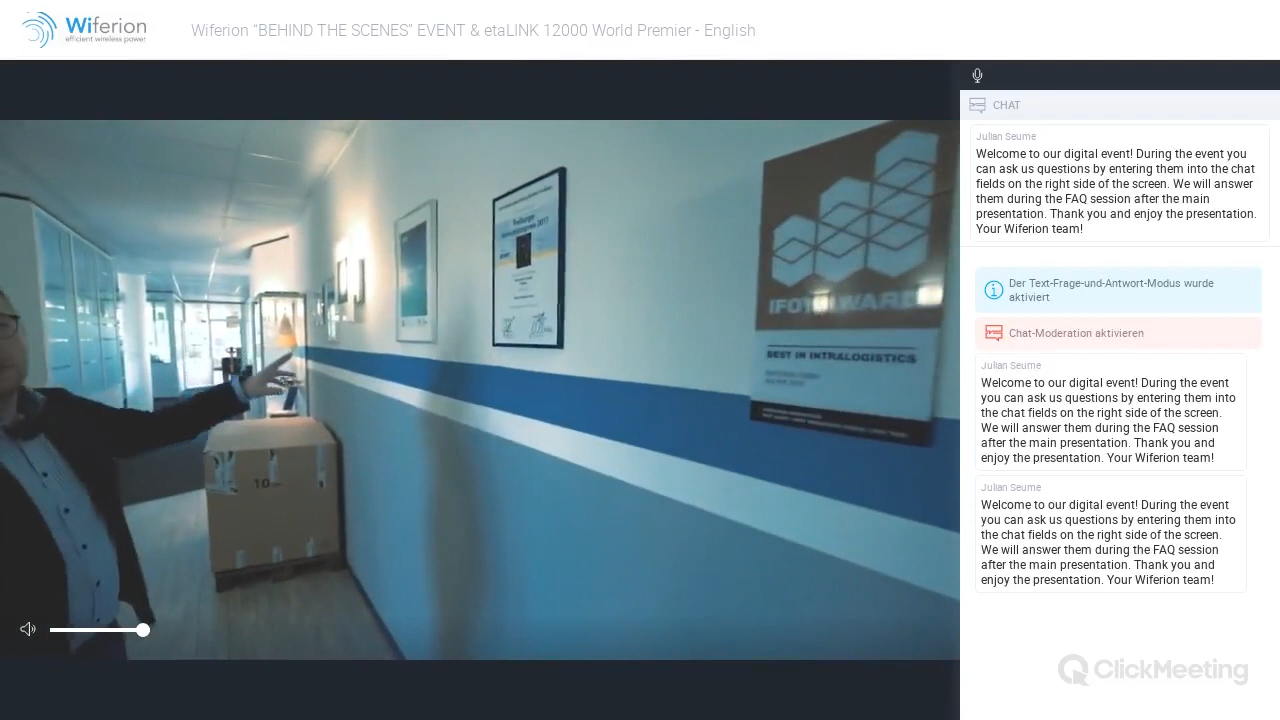 Wiferion
efficient wireless power
Wiferion “BEHIND THE SCENES” EVENT & etaLINK 12000 World Premier - English
CHAT
Julian Seume
Welcome to our digital event! During the event you
can ask us questions by entering them into the chat
fields on the right side of the screen. We will answer
them during the FAQ session after the main
presentation. Thank you and enjoy the presentation.
Your Wiferion team!
Der Text-Frage-und-Antwort-Modus wurde
aktiviert
Chat-Moderation aktivieren
Julian Seume
Welcome to our digital event! During the event
you can ask us questions by entering them into
the chat fields on the right side of the screen.
We will answer them during the FAQ session
after the main presentation. Thank you and
enjoy the presentation. Your Wiferion team!
Julian Seume
Welcome to our digital event! During the event
you can ask us questions by entering them into
the chat fields on the right side of the screen.
We will answer them during the FAQ session
after the main presentation. Thank you and
enjoy the presentation. Your Wiferion team!
BEST IN INTRALOGISTICS
10
ClickMeeting